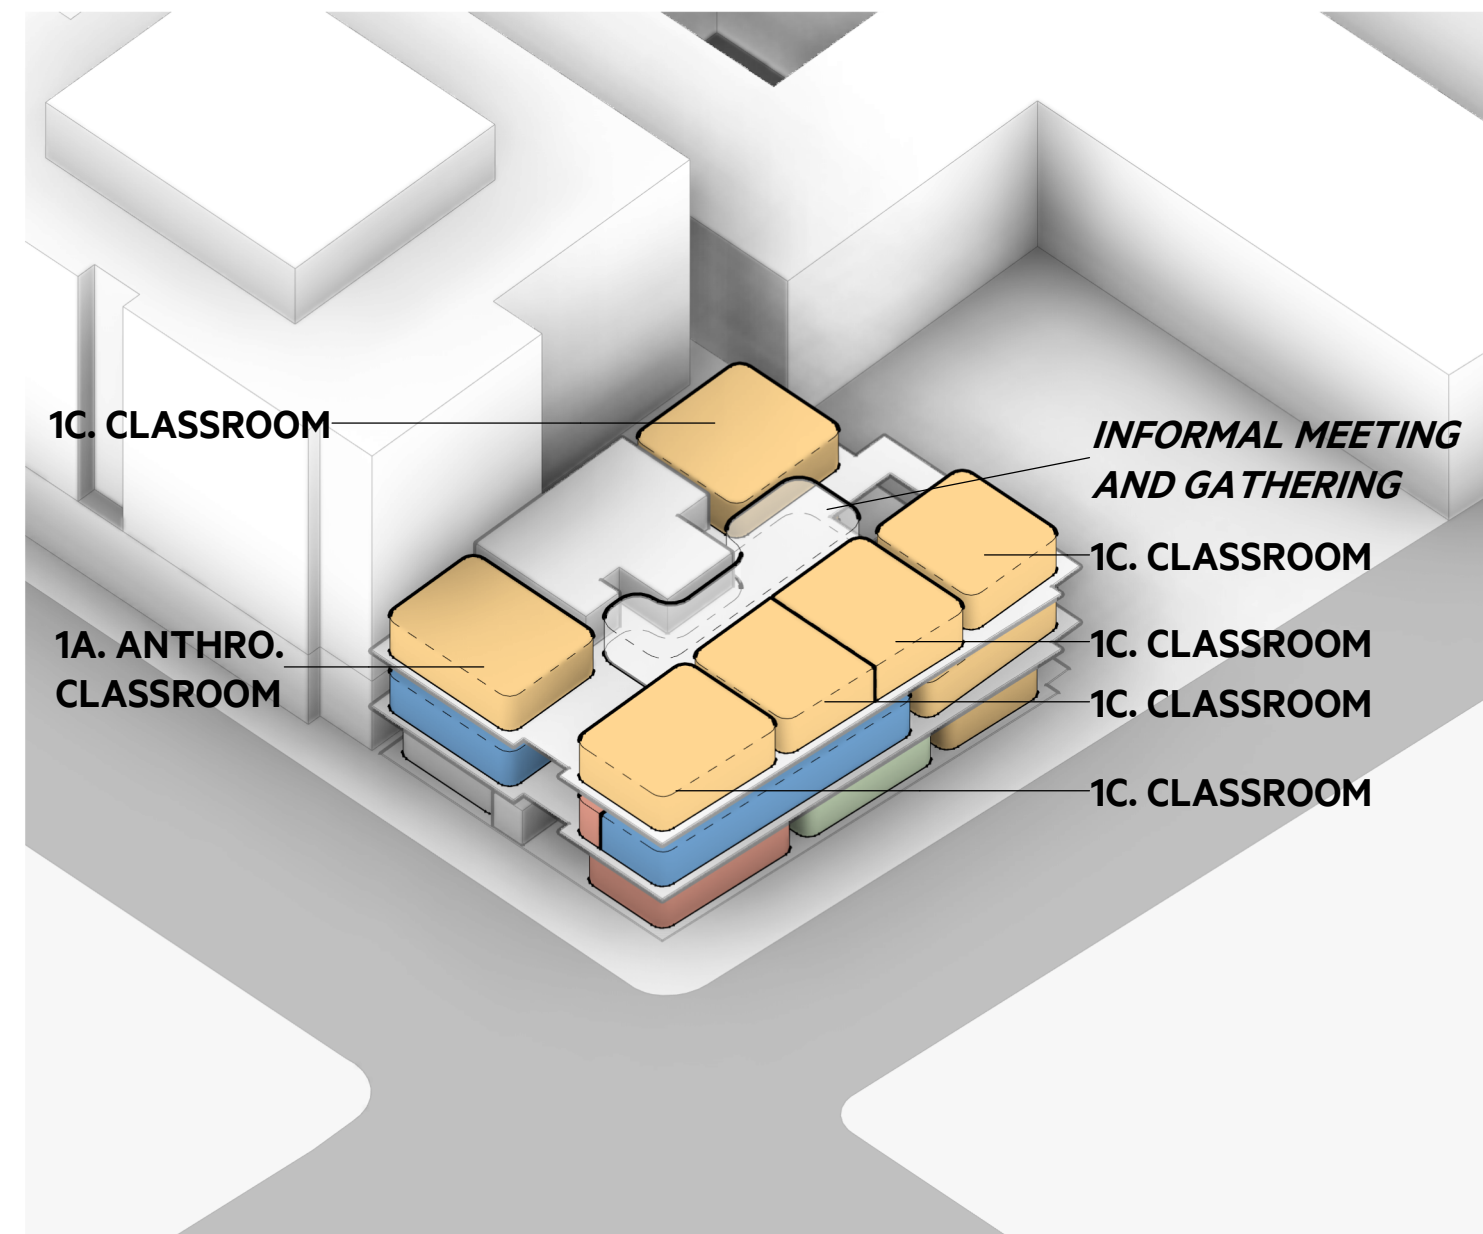 1C. CLASSROOM
INFORMAL MEETING
AND GATHERING
1C. CLASSROOM
1A. ANTHRO.
CLASSROOM
1C. CLASSROOM
1C. CLASSROOM
1C. CLASSROOM